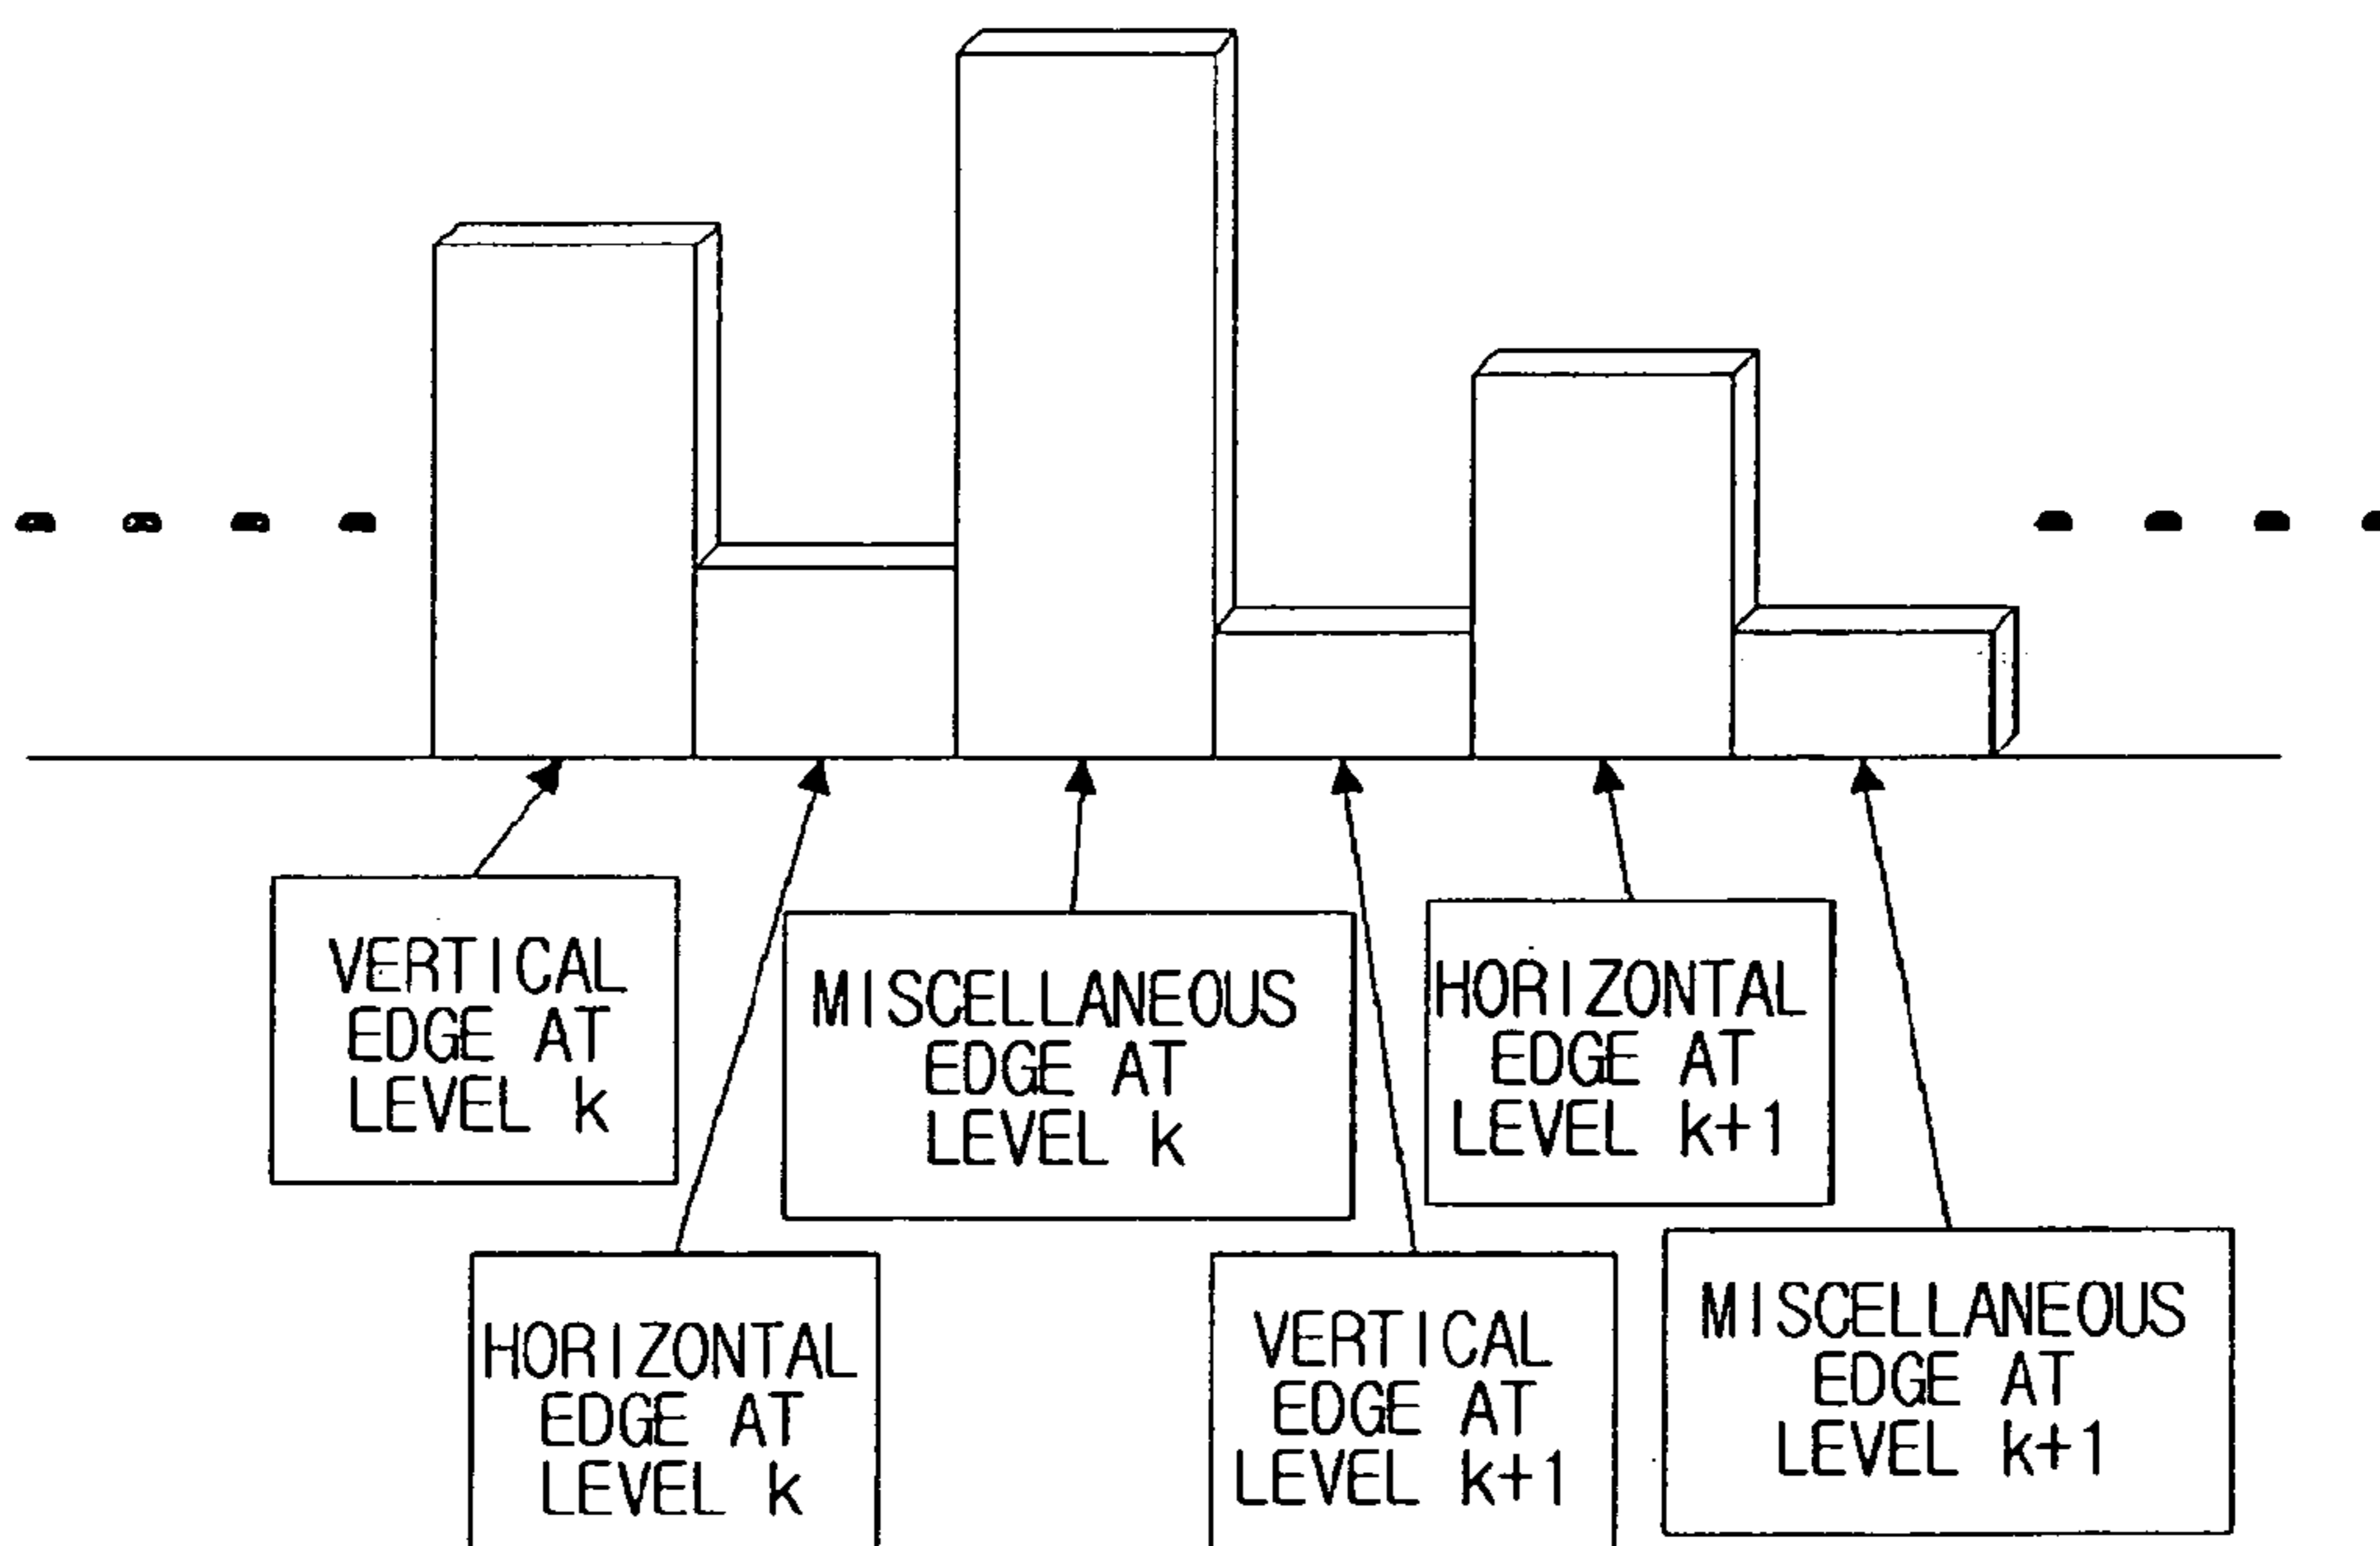 VERTICAL
EDGE AT
LEVEL k
MISCELLANEOUS
EDGE AT
LEVEL k
HORIZONTAL
EDGE AT
LEVEL k+1
HORIZONTAL
EDGE AT
LEVEL k
VERTICAL
EDGE AT
LEVEL k+1
MISCELLANEOUS
EDGE AT
LEVEL k+1